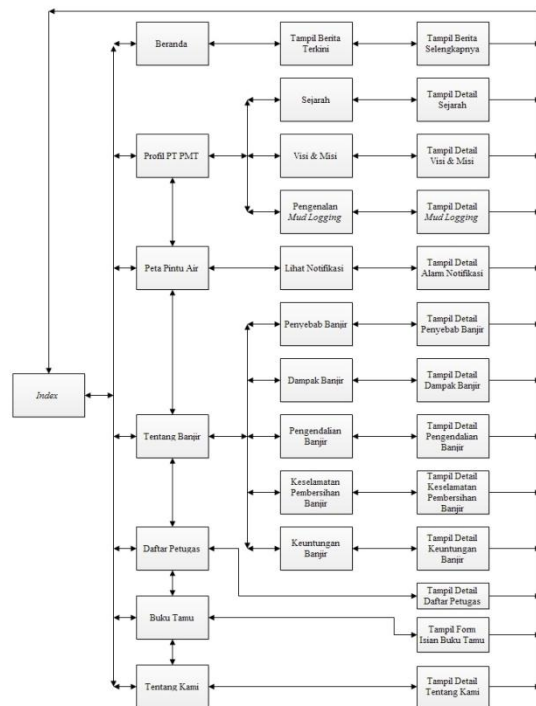 Beranda
Tampil Berita
Terkini
Tampil Berita
Selengkapnya
Sejarah
Tampil Detail
Sejarah
Profil PT PMT
Visi & Misi
Tampil Detail
Visi & Misi
Pengenalan
Mud Logging
Tampil Detail
Mud Logging
Peta Pintu Air
Lihat Notifikasi
Tampil Detail
Alarm Notifikasi
Penyebab Banjir
Tampil Detail
Penyebab Banjir
Index
Dampak Banjir
Tampil Detail
Dampak Banjir
Tentang Banjir
Pengendalian
Banjir
Tampil Detail
Pengendalian
Banjir
Keselamatan
Pembersihan
Banjir
Tampil Detail
Keselamatan
Pembersihan
Banjir
Daftar Petugas
Keuntungan
Banjir
Tampil Detail
Keuntungan
Banjir
Tampil Detail
Daftar Petugas
Buku Tamu
Tampil Form
Isian Buku Tamu
Tentang Kami
Tampil Detail
Tentang Kami